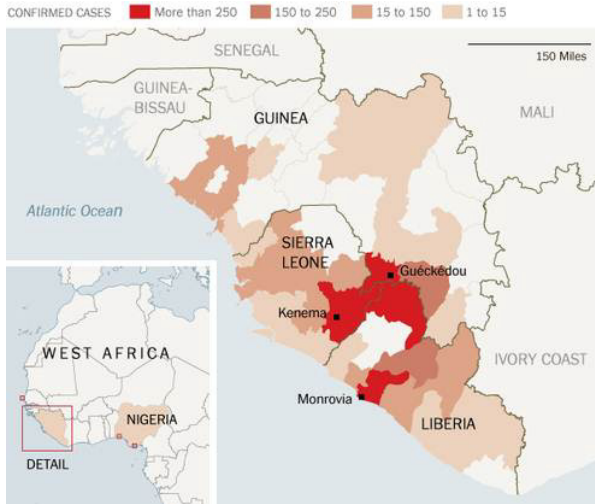 CONFIRMED CASES More than 250 150 to 250 15 to 150 1 to 15
150 Miles
SENEGAL
GUINEA-
BISSAU
GUINEA
MALI
Atlantic Ocean
SIERRA
LEONE
Guéckédou
Kenema
IVORY COAST
Monrovia
LIBERIA
WEST AFRICA
NIGERIA
DETAIL